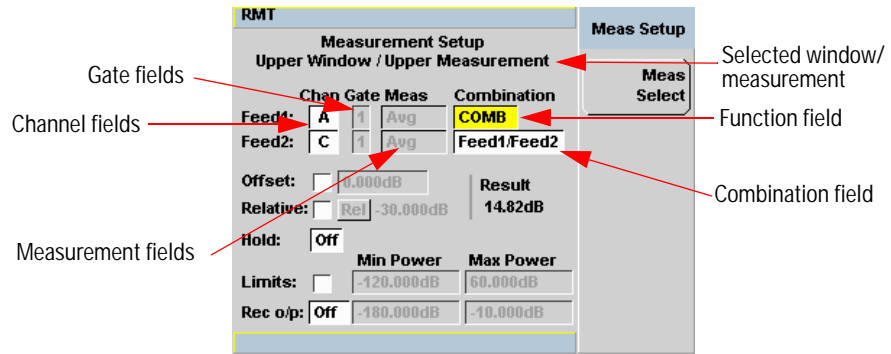 RMT
Meas Setup
Measurement Setup
Upper Window / Upper Measurement
Selected window/
measurement
Meas
Select
Gate fields
Chan Gate Meas Combination
Channel fields
Feed1: A 1 Avg COMB
Function field
Feed2: C 1 Avg Feed1/Feed2
Offset: 0.000dB
Result
Combination field
Relative: Rel -30.000dB 14.82dB
Hold: Off
Measurement fields
Min Power Max Power
Limits: -120.000dB 60.000dB
Rec o/p: Off -180.000dB -10.000dB